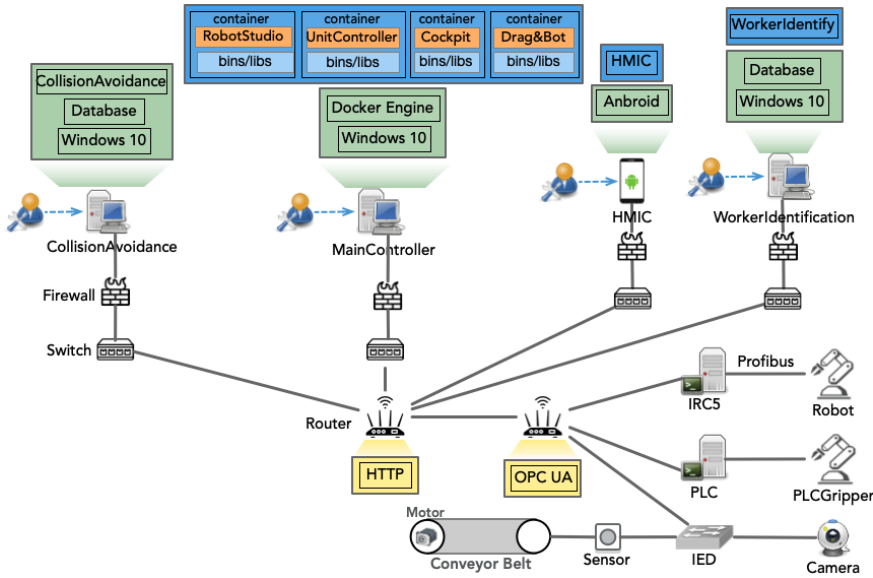 container
RobotStudio
bins/libs
container
UnitController
bins/libs
container
Cockpit
bins/libs
container
Drag&Bot
bins/libs
WorkerIdentify
CollisionAvoidance
Database
Windows 10
Docker Engine
Windows 10
HMIC
Anbroid
Database
Windows 10
CollisionAvoidance
MainController
HMIC
WorkerIdentification
Firewall
Switch
Router
HTTP
OPC UA
Profibus
IRC5
Robot
PLC
PLCGripper
Motor
Conveyor Belt
Sensor
IED
Camera